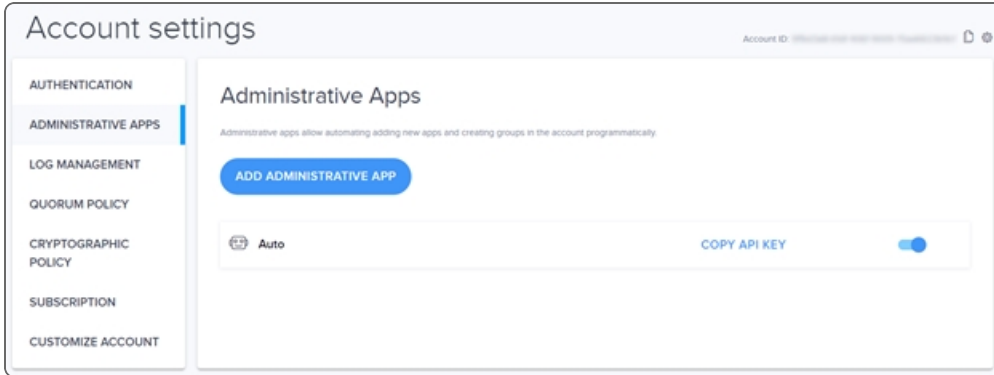 Account settings
Account ID:
AUTHENTICATION
ADMINISTRATIVE APPS
LOG MANAGEMENT
QUORUM POLICY
CRYPTOGRAPHIC
POLICY
SUBSCRIPTION
CUSTOMIZE ACCOUNT
Administrative Apps
Administrative apps allow automating adding new apps and creating groups in the account programmatically.
ADD ADMINISTRATIVE APP
Auto
COPY API KEY